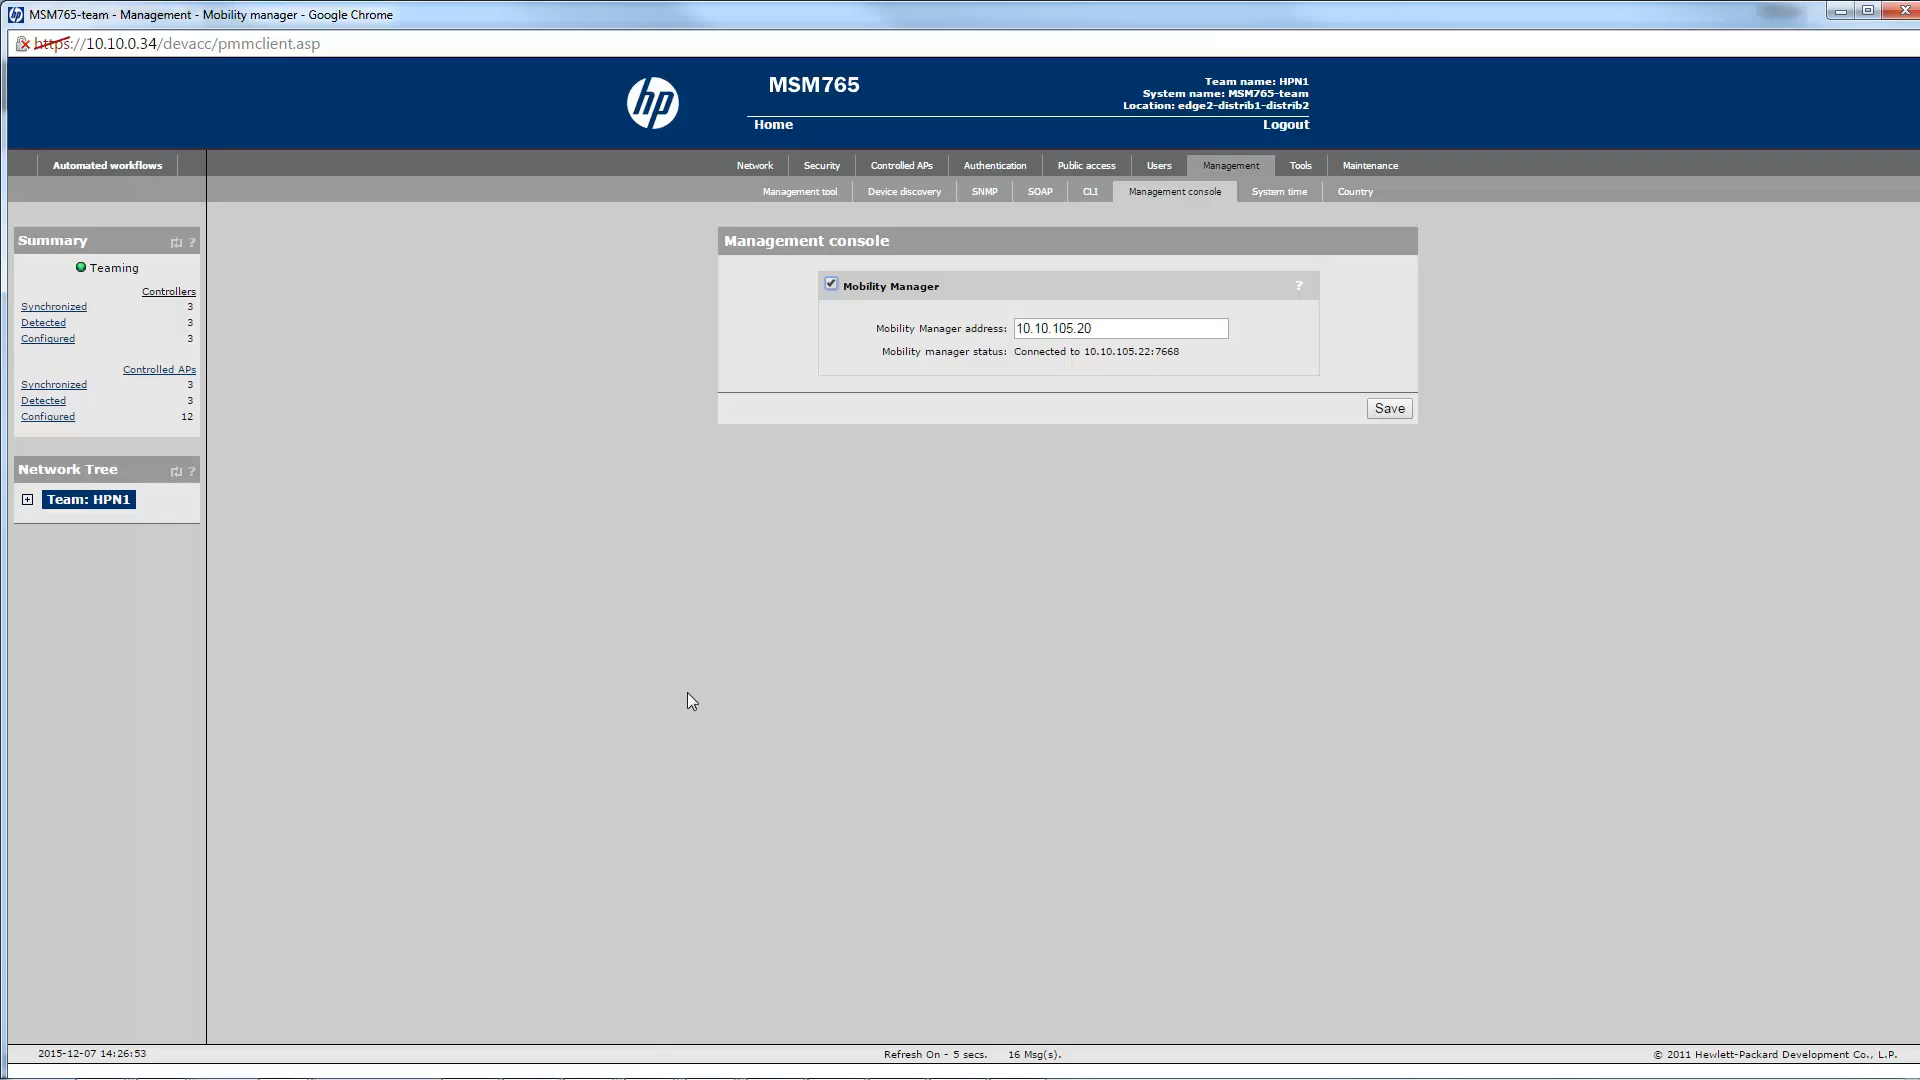 MSM765-team - Management - Mobility manager - Google Chrome
https://10.10.0.34/devacc/pmmclient.asp
hp
MSM765
Team name: HPN1
System name: MSM765-team
Location: edge2-distrib1-distrib2
Home
Logout
Automated workflows
Network
Security
Controlled APs
Authentication
Public access
Users
Management
Tools
Maintenance
Management tool
Device discovery
SNMP
SOAP
CLI
Management console
System time
Country
Summary
?
Teaming
Controllers
Synchronized 3
Detected 3
Configured 3
Controlled APs
Synchronized 3
Detected 3
Configured 12
Network Tree
?
Team: HPN1
Management console
Mobility Manager
?
Mobility Manager address: 10.10.105.20
Mobility manager status: Connected to 10.10.105.22:7668
Save
2015-12-07 14:26:53
Refresh On - 5 secs. 16 Msg(s).
© 2011 Hewlett-Packard Development Co., L.P.